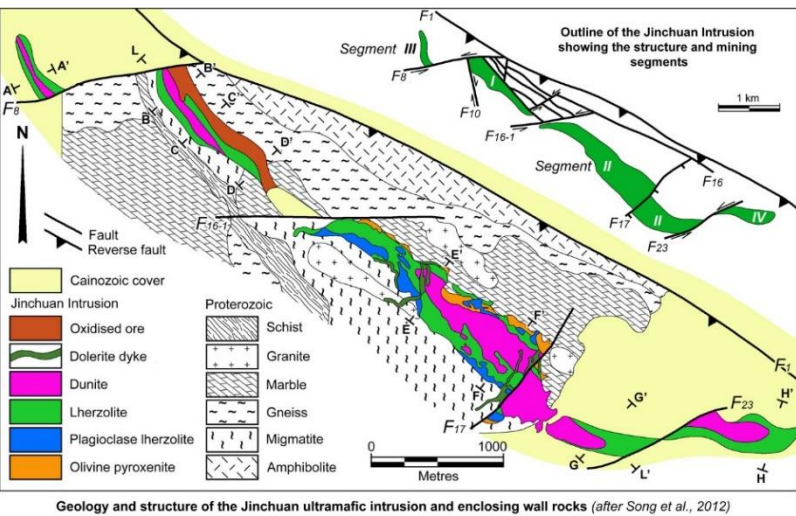 F1
Outline of the Jinchuan Intrusion
showing the structure and mining
segments
Segment III
F8
I
1 km
F10
F16-1
Segment II
F16
II
F17
IV
F23
L
A
A'
B'
F8
C'
N
B
D'
C
D
F16-1
Fault
Reverse fault
Cainozoic cover
Jinchuan Intrusion
Oxidised ore
Dolerite dyke
Dunite
Lherzolite
Plagioclase lherzolite
Olivine pyroxenite
Proterozoic
Schist
Granite
Marble
Gneiss
Migmatite
Amphibolite
E'
E
F'
F
F17
F1
G'
F23
H'
G
L'
H
0
1000
Metres
Geology and structure of the Jinchuan ultramafic intrusion and enclosing wall rocks (after Song et al., 2012)